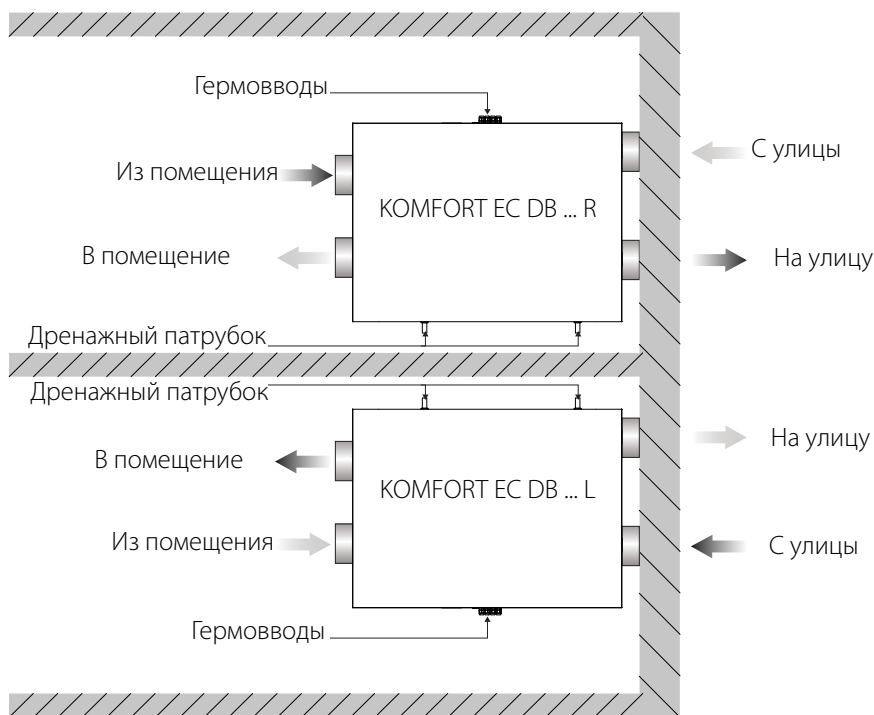 Гермовводы
С улицы
Из помещения
KOMFORT EC DB ... R
В помещение
На улицу
Дренажный патрубок
Дренажный патрубок
На улицу
В помещение
KOMFORT EC DB ... L
Из помещения
С улицы
Гермовводы